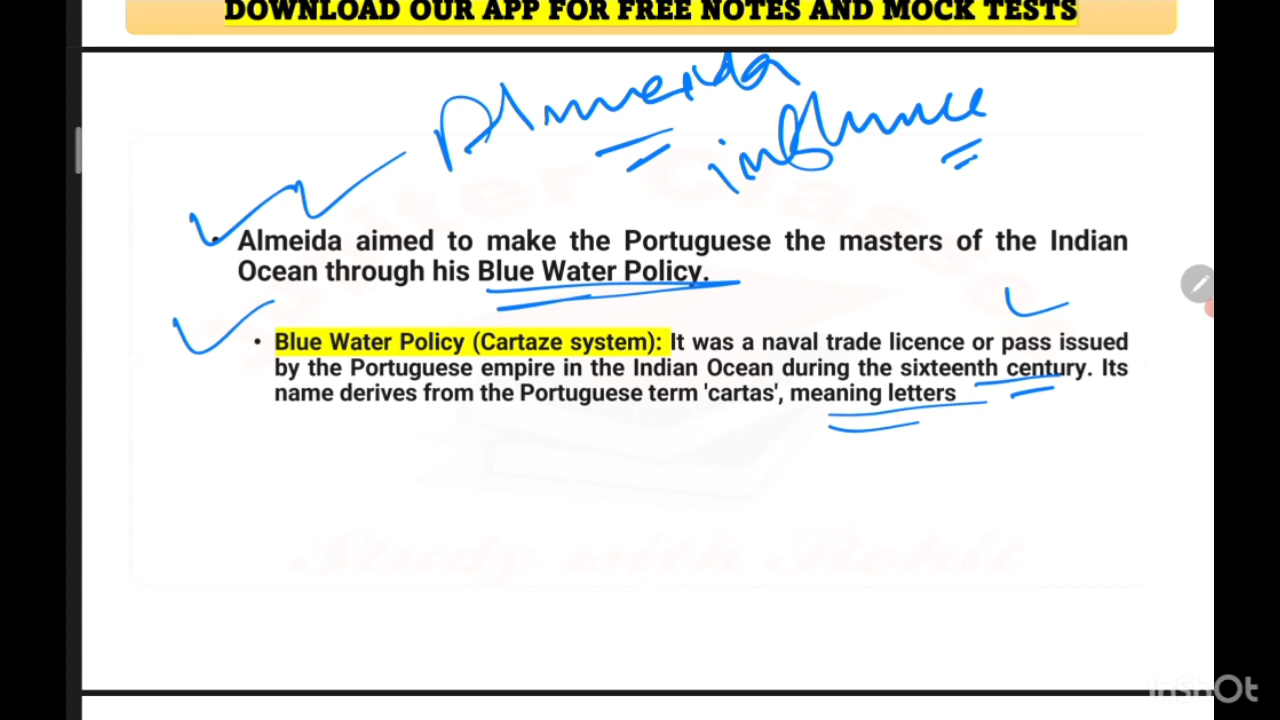 DOWNLOAD OUR APP FOR FREE NOTES AND MOCK TESTS
Almeida
influence
• Almeida aimed to make the Portuguese the masters of the Indian
Ocean through his Blue Water Policy.
• Blue Water Policy (Cartaze system): It was a naval trade licence or pass issued
by the Portuguese empire in the Indian Ocean during the sixteenth century. Its
name derives from the Portuguese term 'cartas', meaning letters
Study with Rohit
InShOt